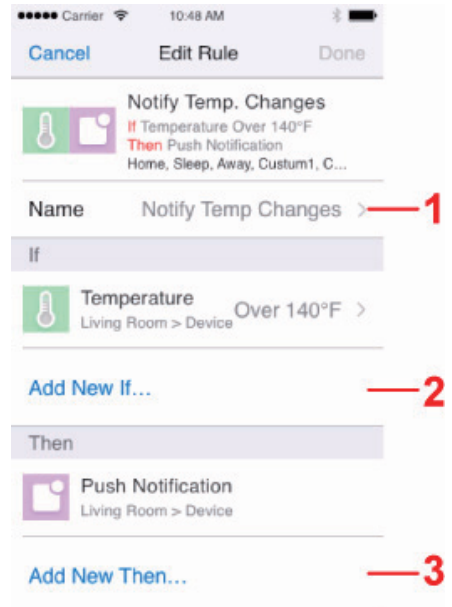 Carrier 10:48 AM
Cancel Edit Rule Done
Notify Temp. Changes
If Temperature Over 140°F
Then Push Notification
Home, Sleep, Away, Custum1, C...
Name Notify Temp Changes > 1
If
Temperature
Living Room > Device Over 140°F >
Add New If... 2
Then
Push Notification
Living Room > Device
Add New Then... 3